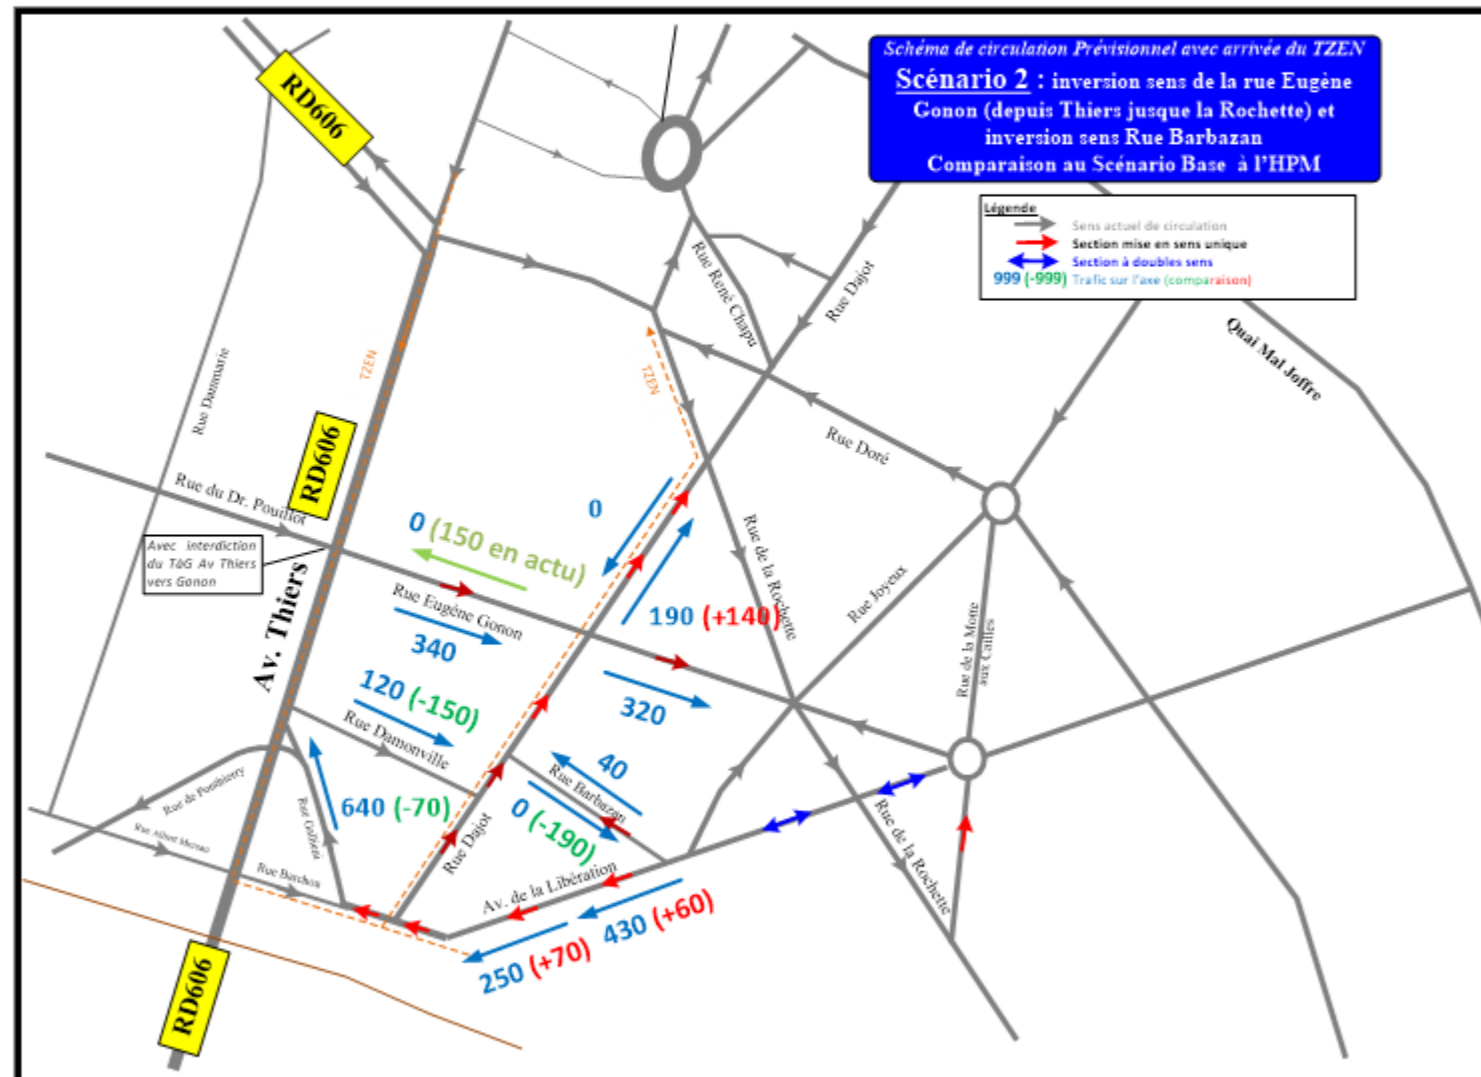 Schéma de circulation Prévisionnel avec arrivée du TZEN
Scénario 2 : inversion sens de la rue Eugène
Gonon (depuis Thiers jusque la Rochette) et
inversion sens Rue Barbazan
Comparaison au Scénario Base à l'HPM
Légende
Sens actuel de circulation
Section mise en sens unique
Section à doubles sens
999 (-999) Trafic sur l'axe (comparaison)
RD606
Rue René Chapu
Rue Dajot
Quai Mal Joffre
Rue Dammarie
TZEN
TZEN
RD606
Rue Doré
Rue du Dr. Pouillot
0
0 (150 en actu)
Avec interdiction
du TàG Av Thiers
vers Gonon
Av. Thiers
Rue Eugène Gonon
340
190 (+140)
Rue de la Rochette
Rue Joyeux
Rue de la Motte
aux Cailles
120 (-150)
320
Rue Damonville
40
Rue Barbazan
0 (-190)
Rue de Ponthierry
640 (-70)
Rue Gallieni
Rue Dajot
Rue Barchou
Av. de la Libération
Rue de la Rochette
430 (+60)
250 (+70)
RD606